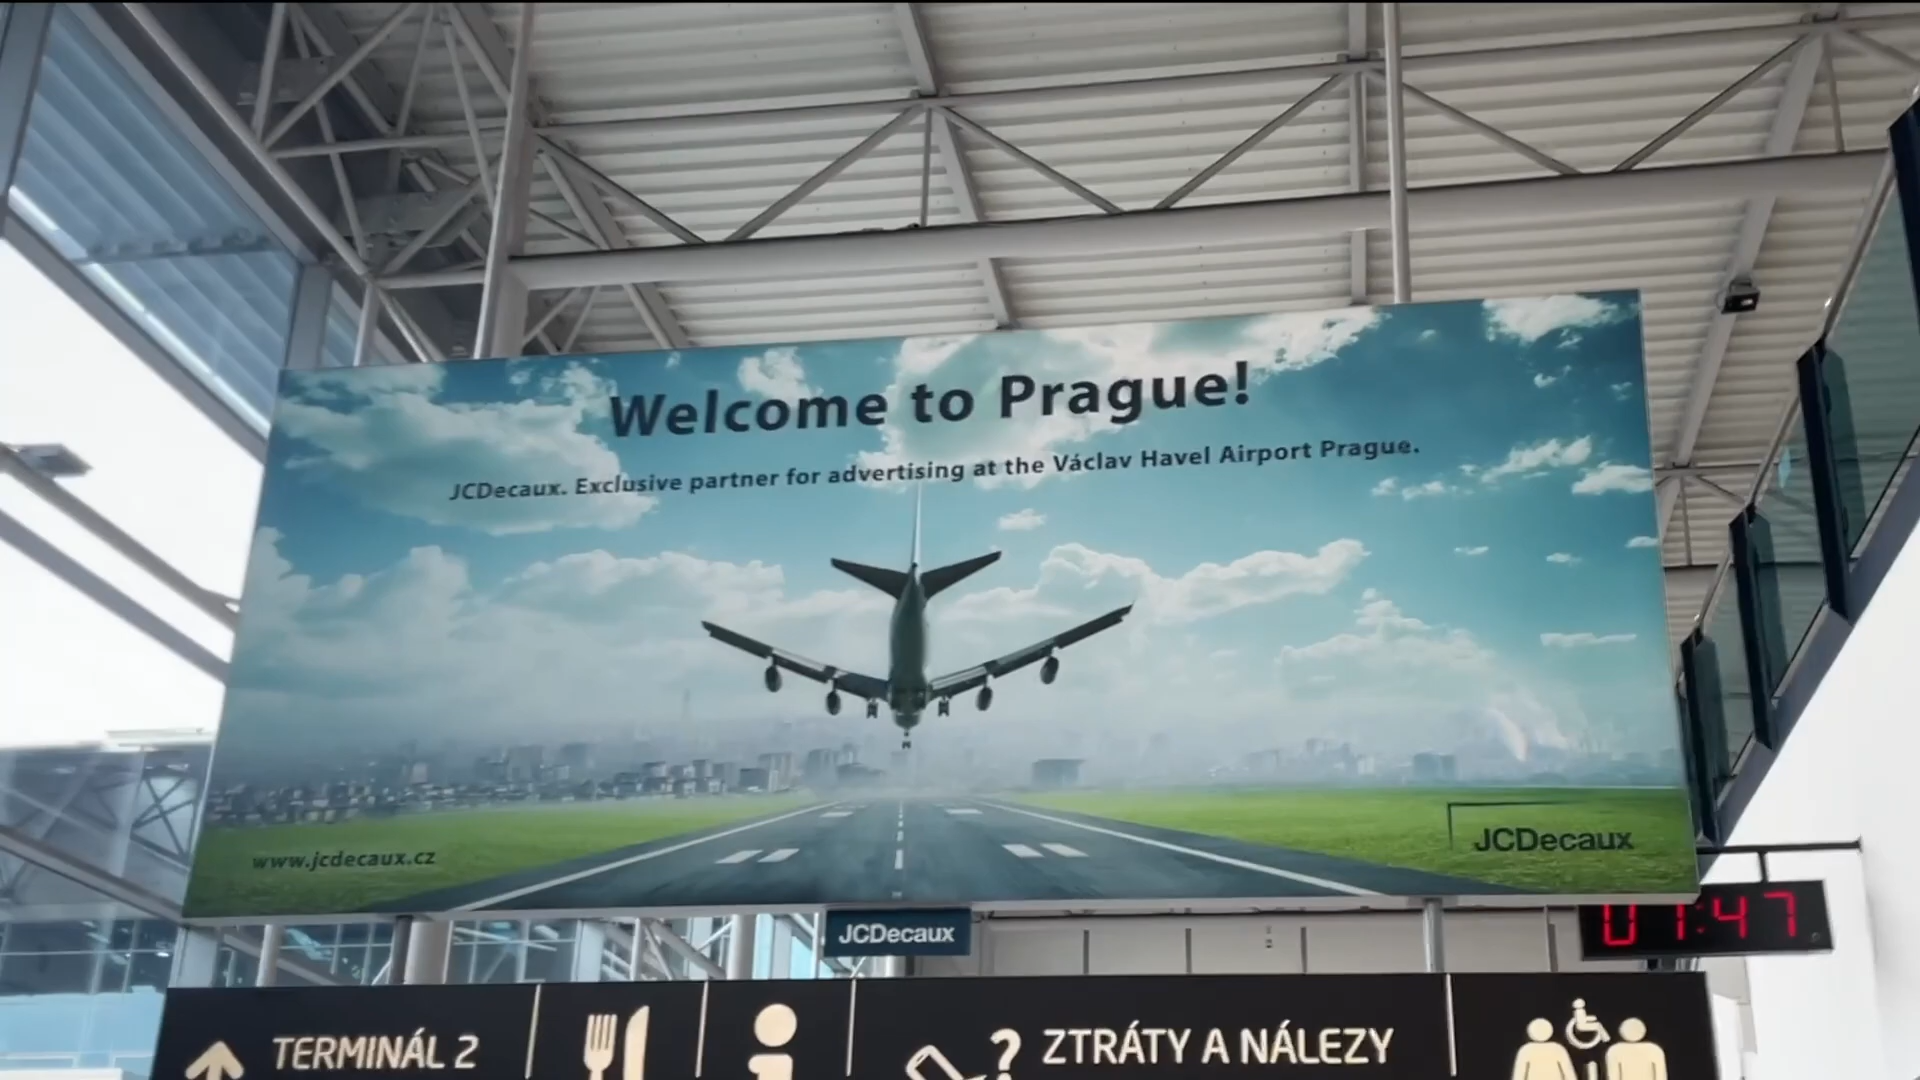 Welcome to Prague!
JCDecaux. Exclusive partner for advertising at the Václav Havel Airport Prague.
www.jcdecaux.cz
JCDecaux
JCDecaux
01:47
TERMINÁL 2
? ZTRÁTY A NÁLEZY